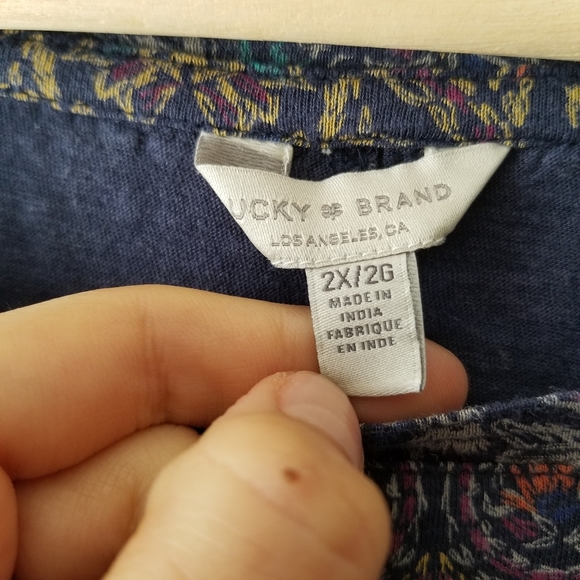 UCKY BRAND
LOS ANGELES, CA
2X/2G
MADE IN
INDIA
FABRIQUE
EN INDE